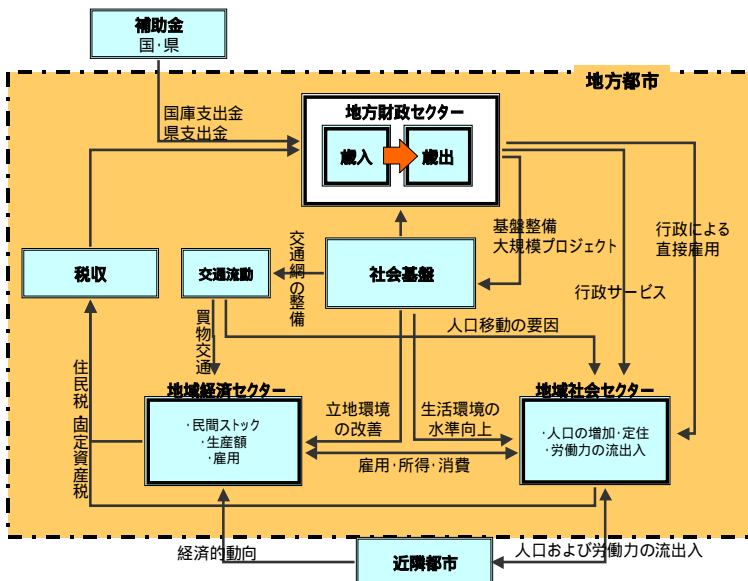 補助金
国・県
地方都市
国庫支出金
県支出金
地方財政セクター
歳入
歳出
基盤整備
大規模プロジェクト
行政による
直接雇用
税収
交通流動
交通網の整備
社会基盤
行政サービス
買物交通
人口移動の要因
住民税・固定資産税
地域経済セクター
・民間ストック
・生産額
・雇用
立地環境
の改善
生活環境の
水準向上
地域社会セクター
・人口の増加・定住
・労働力の流出入
雇用・所得・消費
経済的動向
近隣都市
人口および労働力の流出入